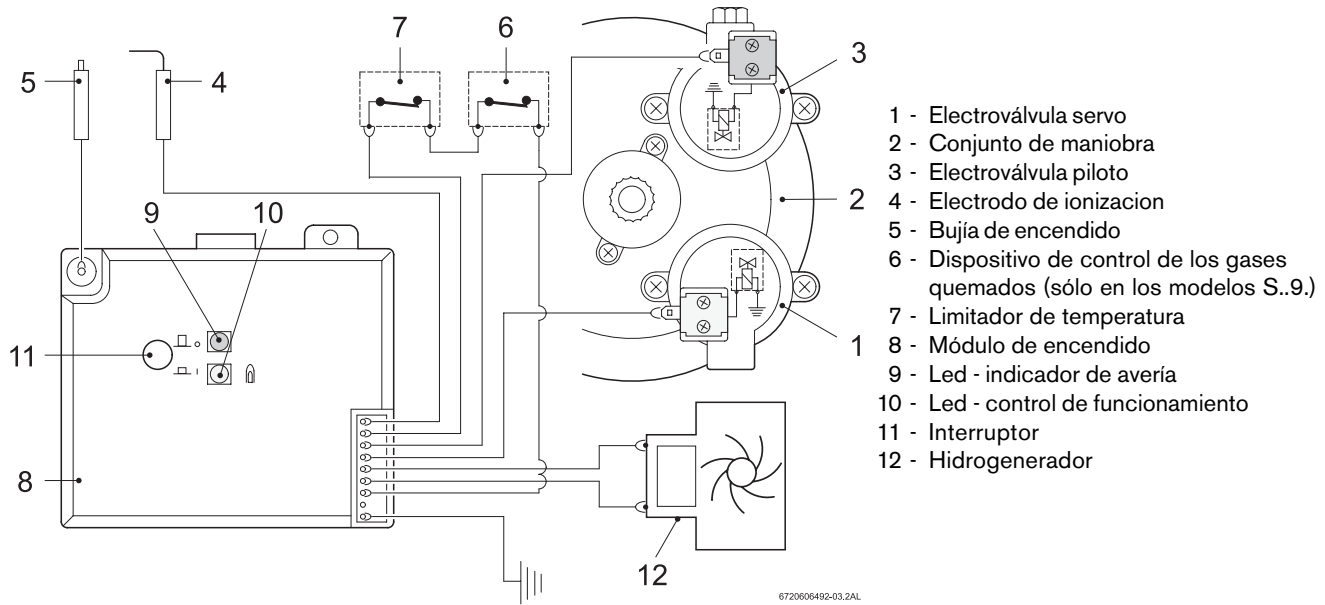 7
6
5
4
3
9
10
2
11
1
8
12
1 - Electroválvula servo
2 - Conjunto de maniobra
3 - Electroválvula piloto
4 - Electrodo de ionizacion
5 - Bujía de encendido
6 - Dispositivo de control de los gases
quemados (sólo en los modelos S..9.)
7 - Limitador de temperatura
8 - Módulo de encendido
9 - Led - indicador de avería
10 - Led - control de funcionamiento
11 - Interruptor
12 - Hidrogenerador
6720606492-03.2AL